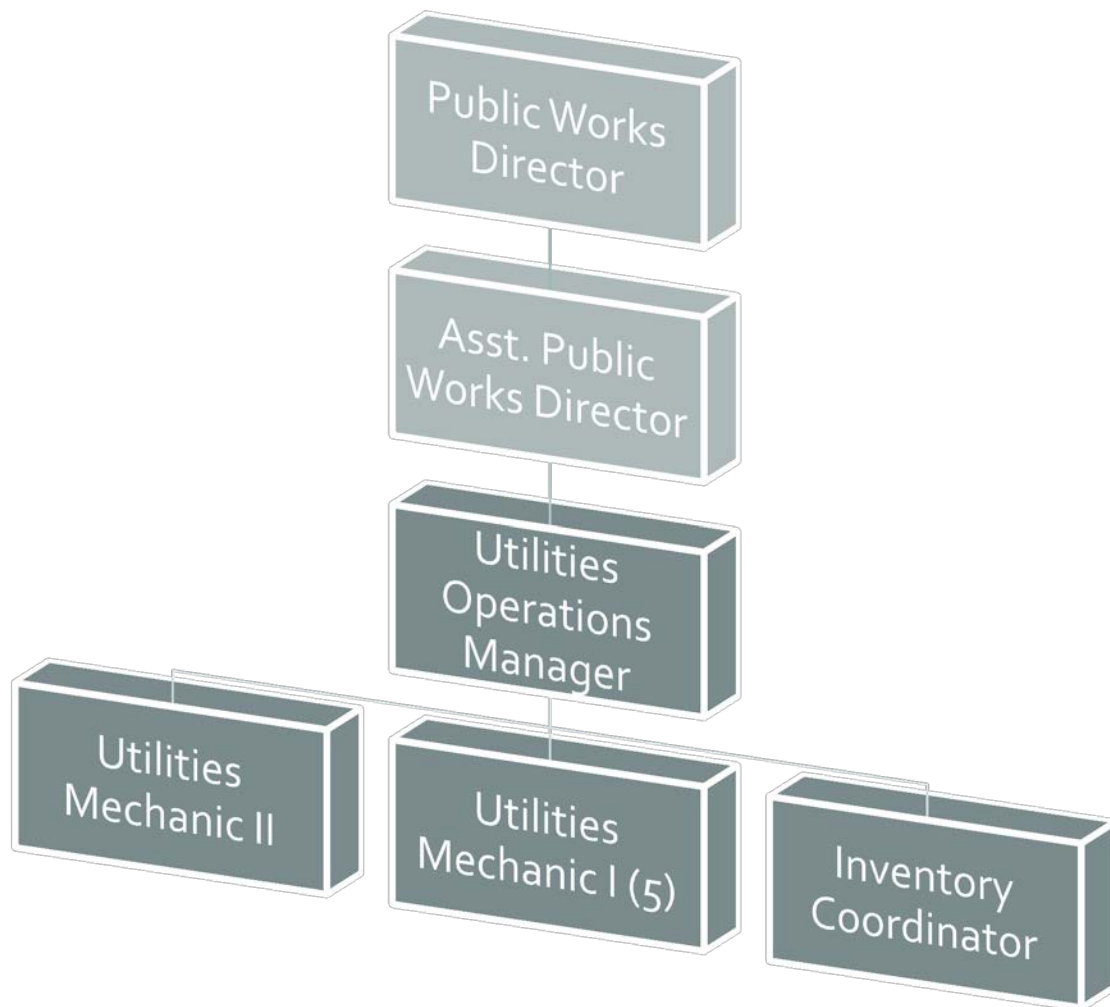 Public Works
Director
Asst. Public
Works Director
Utilities
Operations
Manager
Utilities
Mechanic II
Utilities
Mechanic I (5)
Inventory
Coordinator